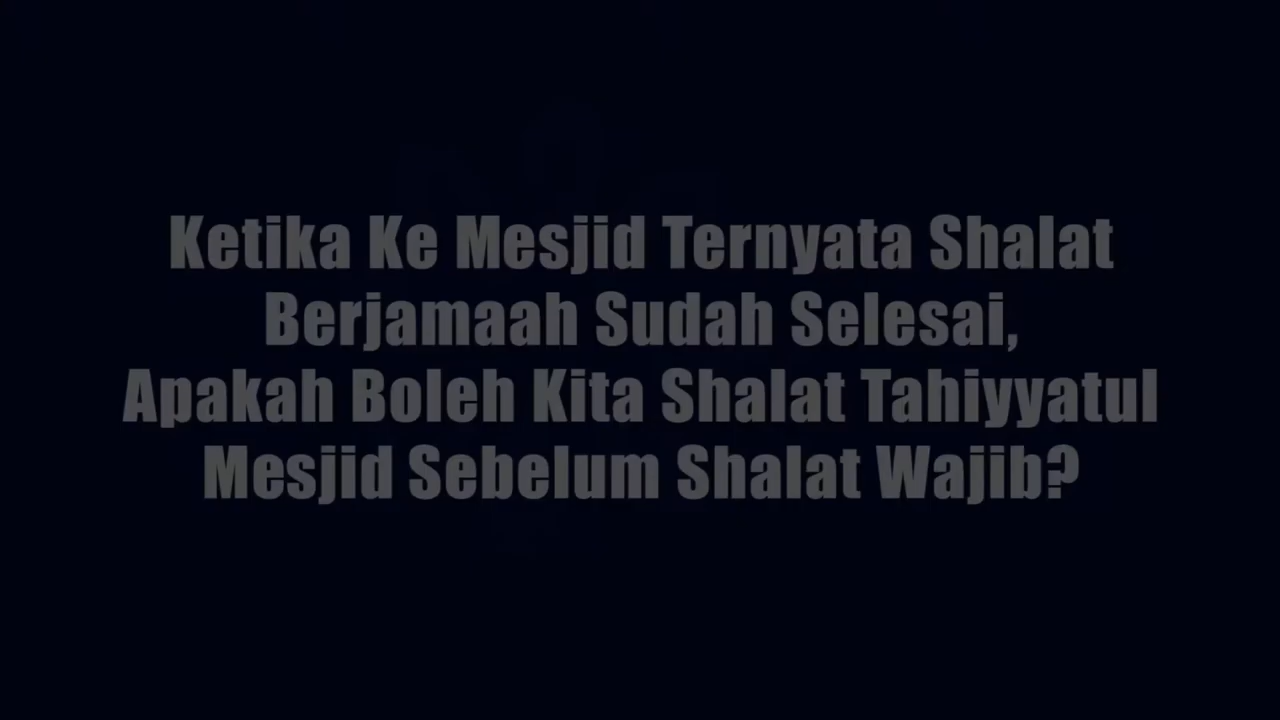 Ketika Ke Mesjid Ternyata Shalat
Berjamaah Sudah Selesai,
Apakah Boleh Kita Shalat Tahiyyatul
Mesjid Sebelum Shalat Wajib?